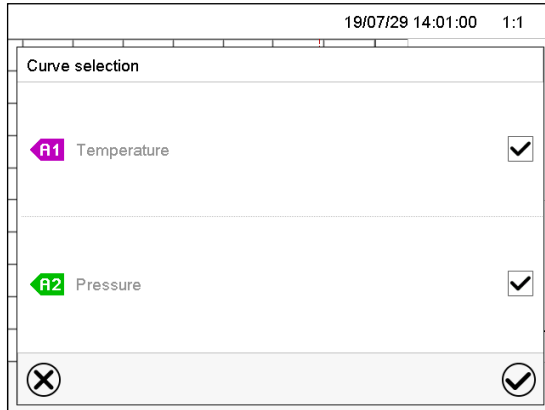 19/07/29 14:01:00 1:1
Curve selection
A1 Temperature
A2 Pressure